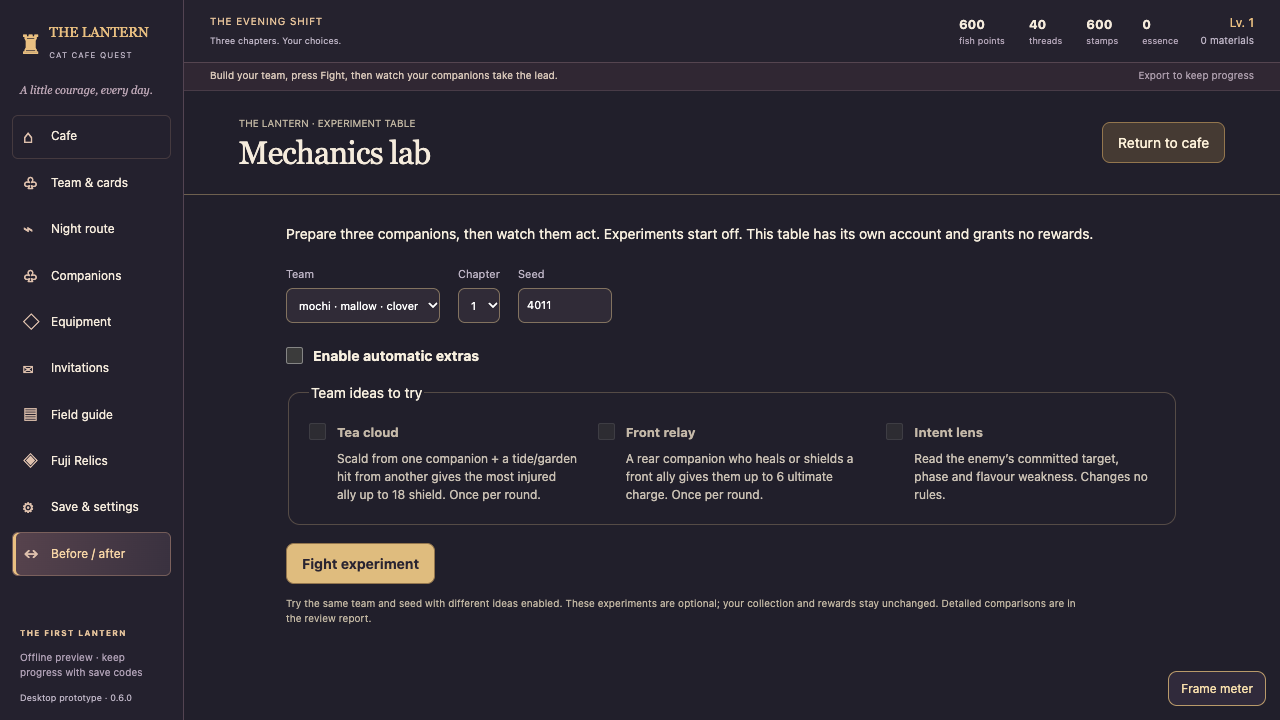 THE LANTERN
CAT CAFE QUEST
A little courage, every day.
Cafe
Team & cards
Night route
Companions
Equipment
Invitations
Field guide
Fuji Relics
Save & settings
Before / after
THE FIRST LANTERN
Offline preview · keep
progress with save codes
Desktop prototype · 0.6.0
THE EVENING SHIFT
Three chapters. Your choices.
600
fish points
40
threads
600
stamps
0
essence
Lv. 1
0 materials
Build your team, press Fight, then watch your companions take the lead.
Export to keep progress
THE LANTERN · EXPERIMENT TABLE
Mechanics lab
Return to cafe
Prepare three companions, then watch them act. Experiments start off. This table has its own account and grants no rewards.
Team
Chapter
Seed
mochi · mallow · clover
1
4011
Enable automatic extras
Team ideas to try
Tea cloud
Scald from one companion + a tide/garden
hit from another gives the most injured
ally up to 18 shield. Once per round.
Front relay
A rear companion who heals or shields a
front ally gives them up to 6 ultimate
charge. Once per round.
Intent lens
Read the enemy's committed target,
phase and flavour weakness. Changes no
rules.
Fight experiment
Try the same team and seed with different ideas enabled. These experiments are optional; your collection and rewards stay unchanged. Detailed comparisons are in
the review report.
Frame meter